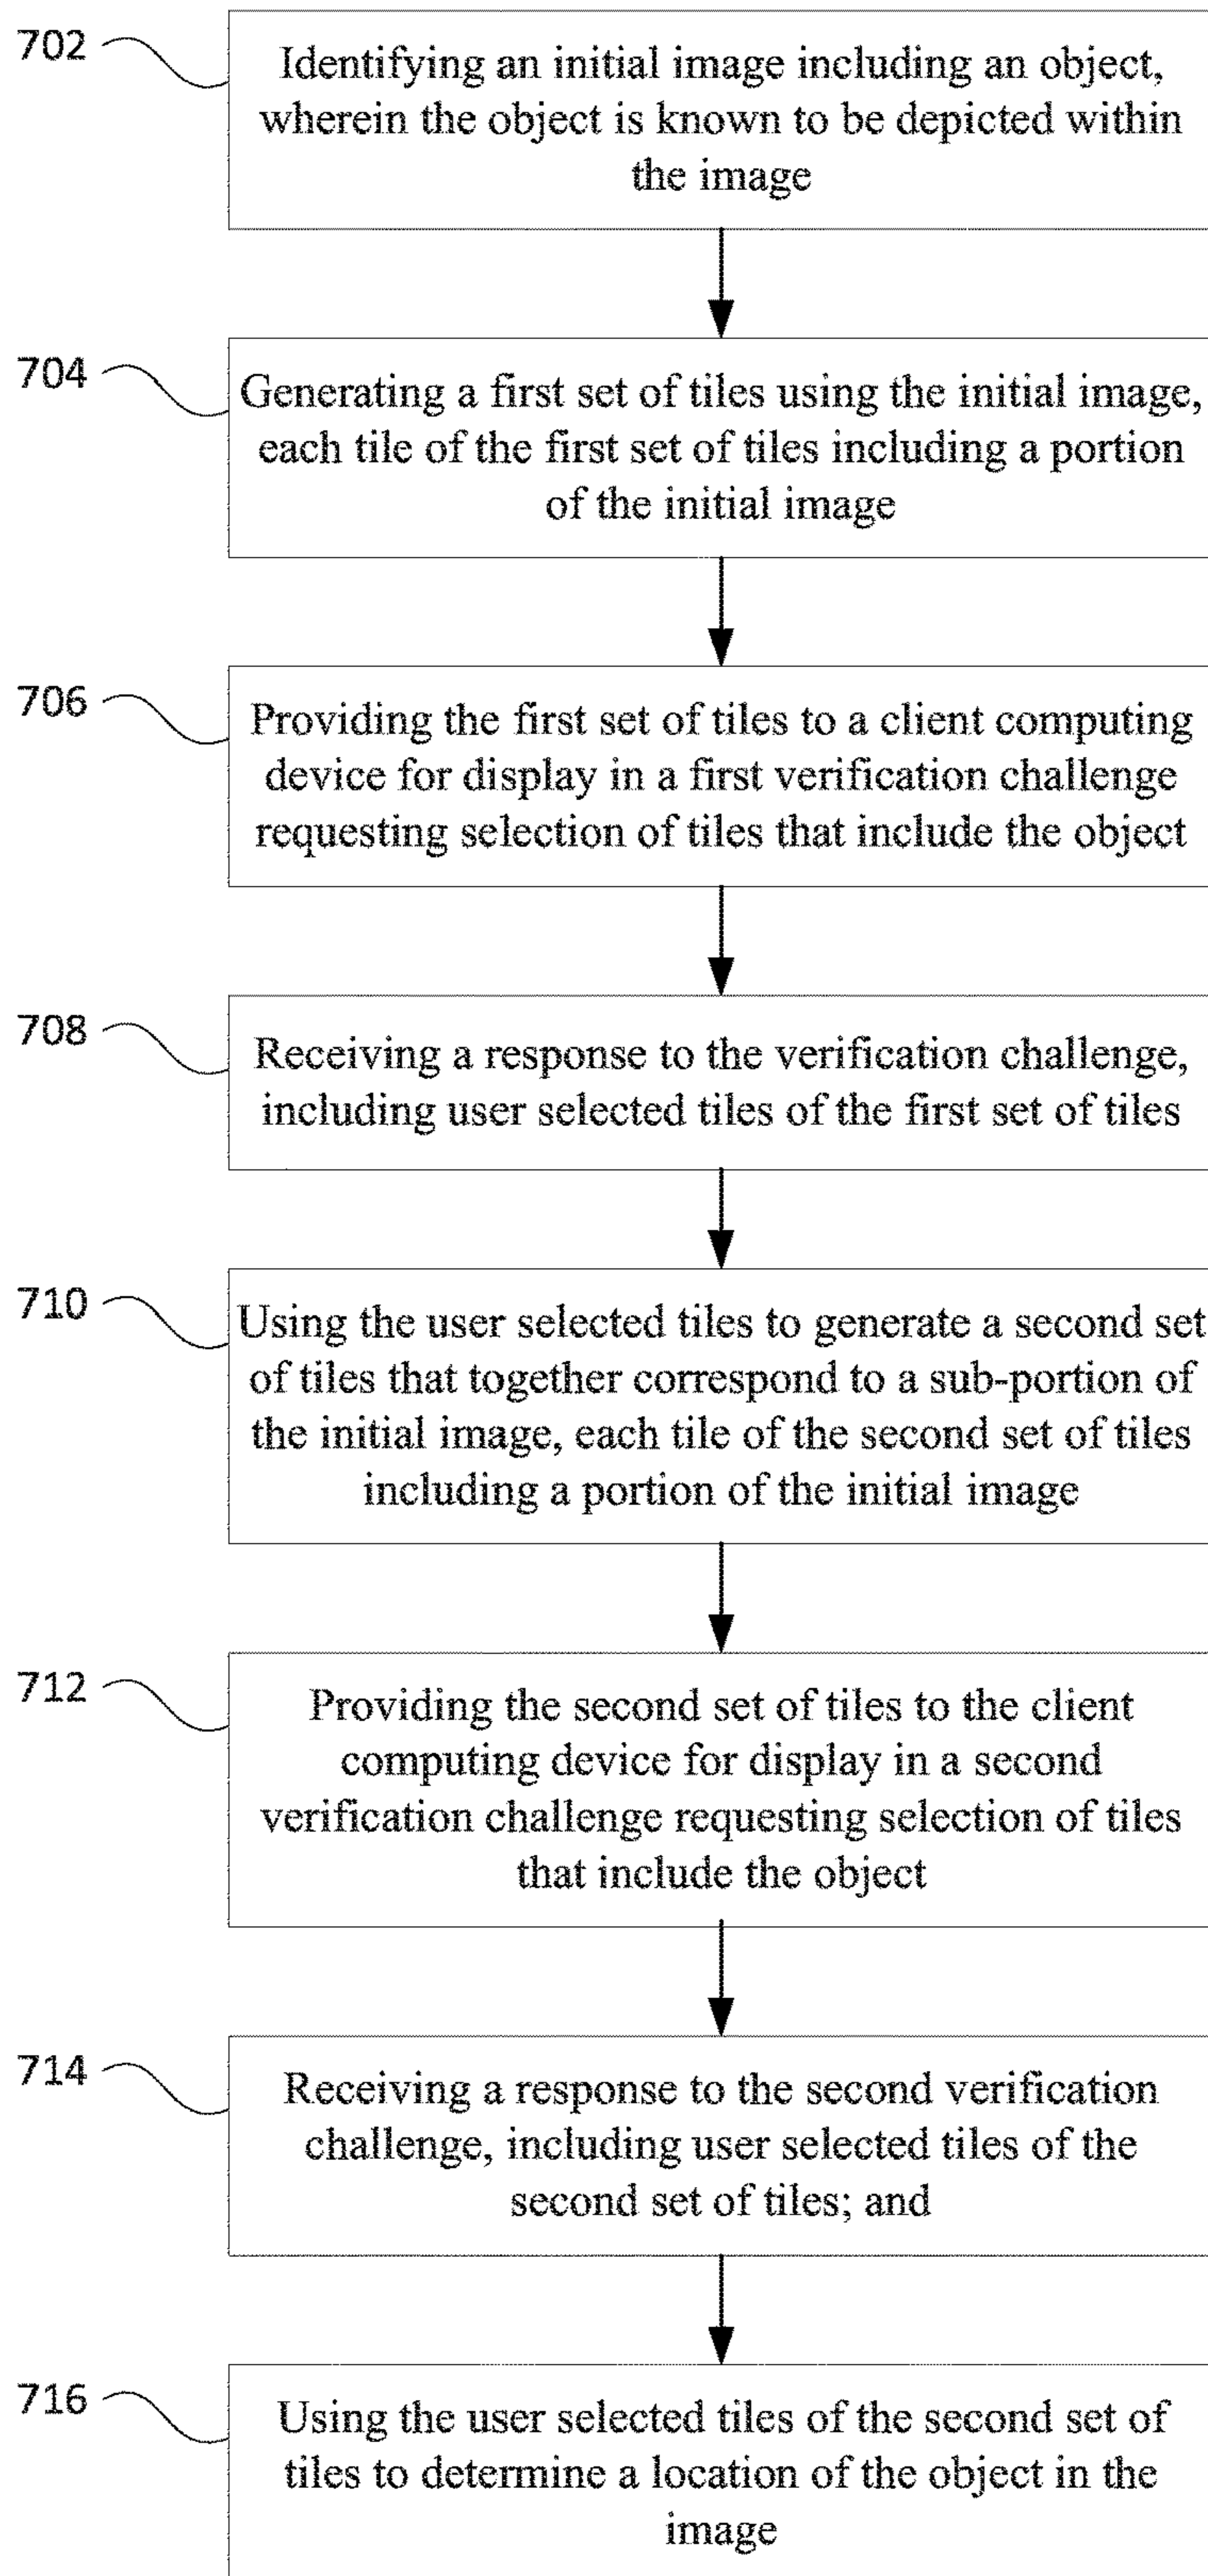 702
Identifying an initial image including an object,
wherein the object is known to be depicted within
the image
704
Generating a first set of tiles using the initial image,
each tile of the first set of tiles including a portion
of the initial image
706
Providing the first set of tiles to a client computing
device for display in a first verification challenge
requesting selection of tiles that include the object
708
Receiving a response to the verification challenge,
including user selected tiles of the first set of tiles
710
Using the user selected tiles to generate a second set
of tiles that together correspond to a sub-portion of
the initial image, each tile of the second set of tiles
including a portion of the initial image
712
Providing the second set of tiles to the client
computing device for display in a second
verification challenge requesting selection of tiles
that include the object
714
Receiving a response to the second verification
challenge, including user selected tiles of the
second set of tiles; and
716
Using the user selected tiles of the second set of
tiles to determine a location of the object in the
image